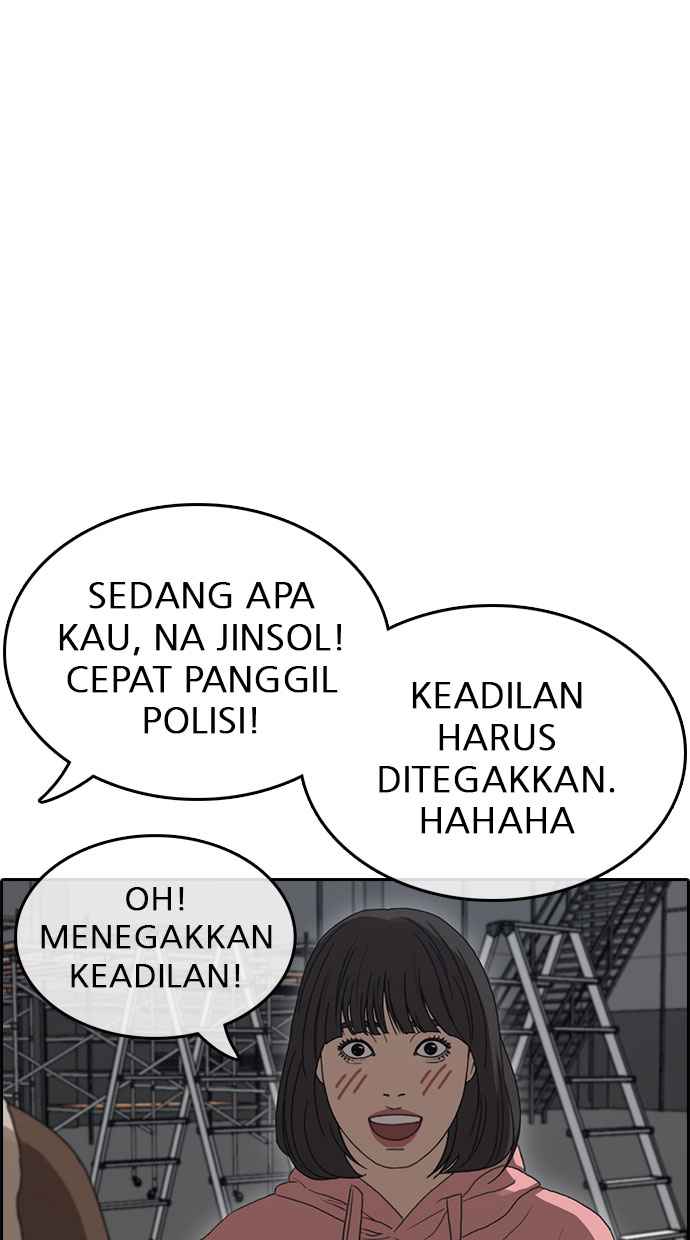 SEDANG APA
KAU, NA JINSOL!
CEPAT PANGGIL
POLISI!
KEADILAN
HARUS
DITEGAKKAN.
HAHAHA
OH!
MENEGAKKAN
KEADILAN!